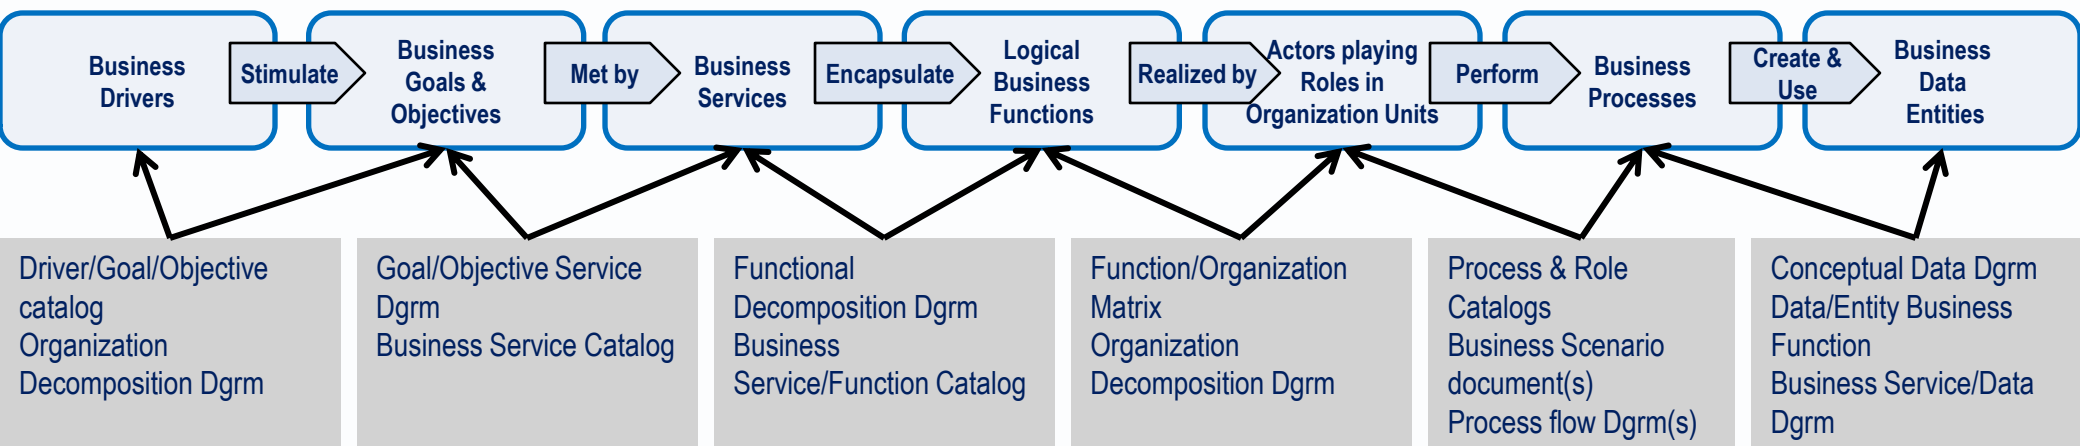 Business
Drivers
Stimulate
Business
Goals &
Objectives
Met by
Business
Services
Encapsulate
Logical
Business
Functions
Realized by
Actors playing
Roles in
Organization Units
Perform
Business
Processes
Create &
Use
Business
Data
Entities
Driver/Goal/Objective
catalog
Organization
Decomposition Dgrm
Goal/Objective Service
Dgrm
Business Service Catalog
Functional
Decomposition Dgrm
Business
Service/Function Catalog
Function/Organization
Matrix
Organization
Decomposition Dgrm
Process & Role
Catalogs
Business Scenario
document(s)
Process flow Dgrm(s)
Conceptual Data Dgrm
Data/Entity Business
Function
Business Service/Data
Dgrm